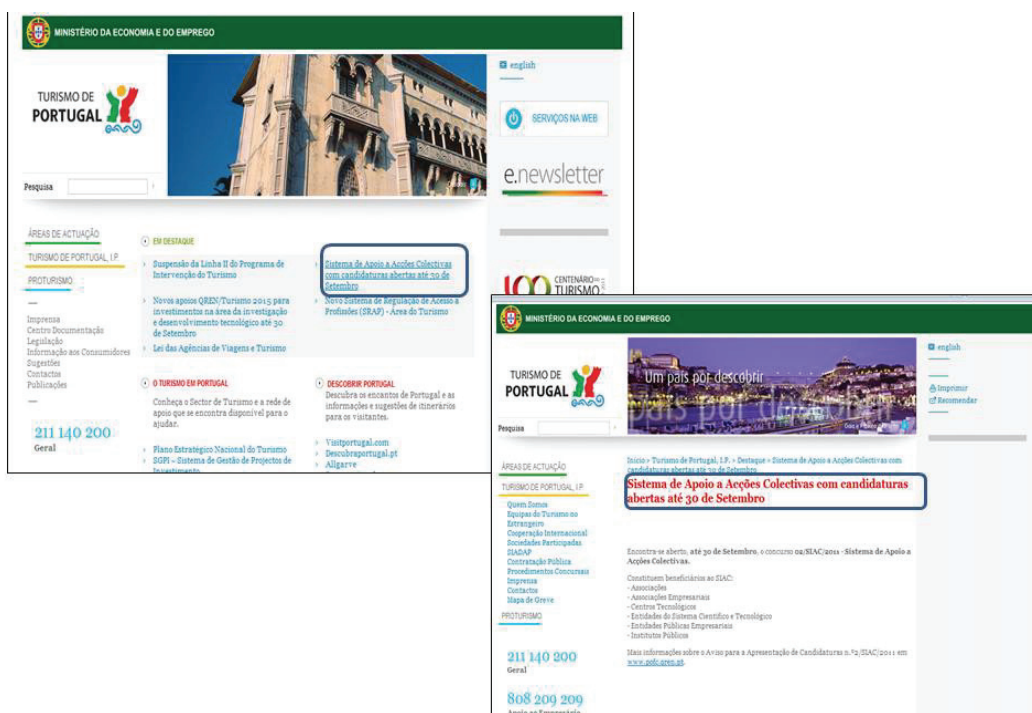 MINISTÉRIO DA ECONOMIA E DO EMPREGO
english
TURISMO DE
PORTUGAL
SERVIÇOS NA WEB
e.newsletter
Pesquisa
ÁREAS DE ACTUAÇÃO
TURISMO DE PORTUGAL, I.P.
PROTURISMO
Imprensa
Centro Documentação
Legislação
Informação aos Consumidores
Sugestões
Contactos
Publicações
211 140 200
Geral
EM DESTAQUE
Suspensão da Linha II do Programa de
Intervenção do Turismo
Novos apoios QREN/Turismo 2015 para
investimentos na área da investigação
e desenvolvimento tecnológico até 30
de Setembro
Lei das Agências de Viagens e Turismo
Sistema de Apoio a Acções Colectivas
com candidaturas abertas até 30 de
Setembro
Novo Sistema de Regulação de Acesso a
Profissões (SRAP) - Área do Turismo
O TURISMO EM PORTUGAL
Conheça o Sector de Turismo e a rede de
apoio que se encontra disponível para o
ajudar.
Plano Estratégico Nacional do Turismo
SGPI – Sistema de Gestão de Projectos de
Investimento
DESCOBRIR PORTUGAL
Descubra os encantos de Portugal e as
informações e sugestões de itinerários
para os visitantes.
Visitportugal.com
Descubraportugal.pt
Allgarve
100 CENTENÁRIO
TURISMO
MINISTÉRIO DA ECONOMIA E DO EMPREGO
english
TURISMO DE
PORTUGAL
Um país por descobrir
Imprimir
Recomendar
Pesquisa
ÁREAS DE ACTUAÇÃO
TURISMO DE PORTUGAL, I.P.
Quem Somos
Equipas do Turismo no
Estrangeiro
Cooperação Internacional
Sociedades Participadas
SIADAP
Contratação Pública
Procedimentos Concursais
Imprensa
Contactos
Mapa de Greve
PROTURISMO
211 140 200
Geral
808 209 209
Apoio ao Empresário
Início > Turismo de Portugal, I.P. > Destaque > Sistema de Apoio a Acções Colectivas com
candidaturas abertas até 30 de Setembro
Sistema de Apoio a Acções Colectivas com candidaturas
abertas até 30 de Setembro
Encontra-se aberto, até 30 de Setembro, o concurso 02/SIAC/2011 - Sistema de Apoio a
Acções Colectivas.
Constituem beneficiários ao SIAC:
- Associações
- Associações Empresariais
- Centros Tecnológicos
- Entidades do Sistema Científico e Tecnológico
- Entidades Públicas Empresariais
- Institutos Públicos
Mais informações sobre o Aviso para a Apresentação de Candidaturas n.º2/SIAC/2011 em
www.pofc.qren.pt.